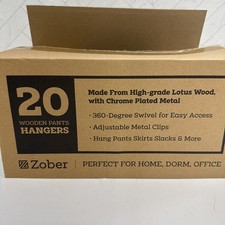 20
WOODEN PANTS
HANGERS
Made From High-grade Lotus Wood,
with Chrome Plated Metal
· 360-Degree Swivel for Easy Access
· Adjustable Metal Clips
· Hang Pants Skirts Slacks & More
Zober
PERFECT FOR HOME, DORM, OFFICE